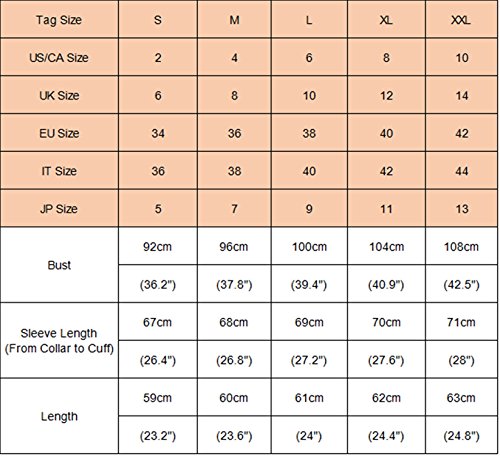 Tag Size S M L XL XXL
US/CA Size 2 4 6 8 10
UK Size 6 8 10 12 14
EU Size 34 36 38 40 42
IT Size 36 38 40 42 44
JP Size 5 7 9 11 13
Bust 92cm 96cm 100cm 104cm 108cm
(36.2") (37.8") (39.4") (40.9") (42.5")
Sleeve Length (From Collar to Cuff) 67cm 68cm 69cm 70cm 71cm
(26.4") (26.8") (27.2") (27.6") (28")
Length 59cm 60cm 61cm 62cm 63cm
(23.2") (23.6") (24") (24.4") (24.8")